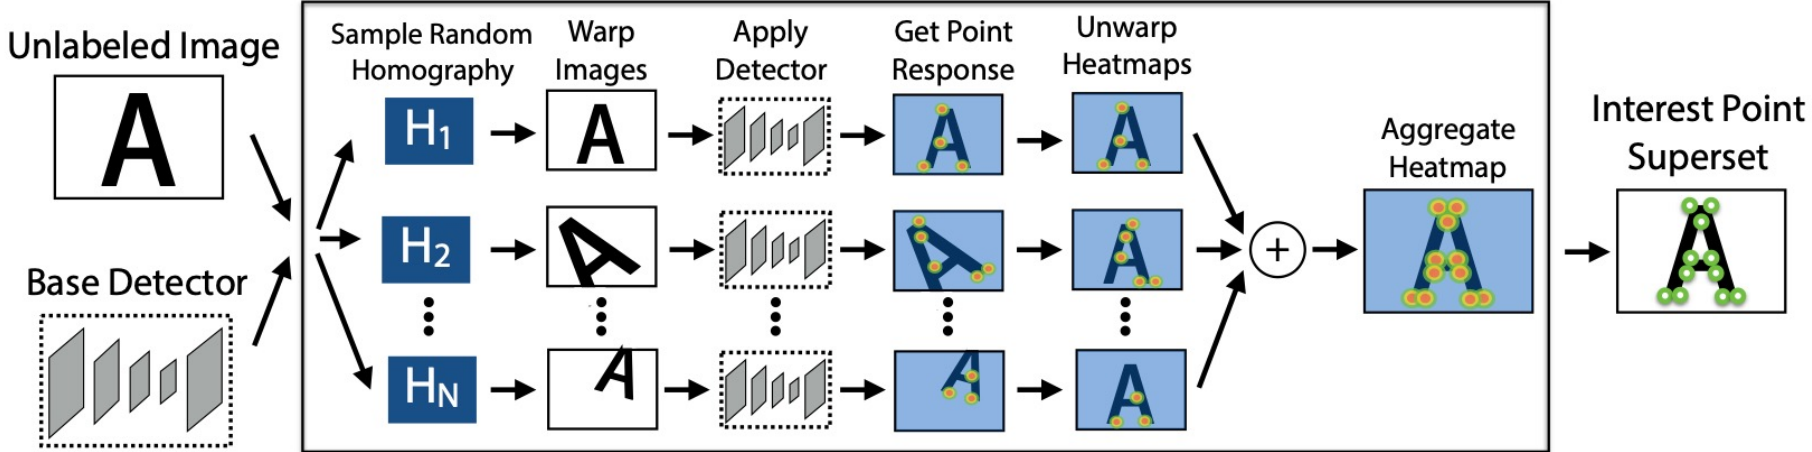 Unlabeled Image
A
Base Detector
Sample Random
Homography
Warp
Images
Apply
Detector
Get Point
Response
Unwarp
Heatmaps
H₁
A
A
A
H₂
A
A
A
H_N
A
A
A
+
Aggregate
Heatmap
A
Interest Point
Superset
A